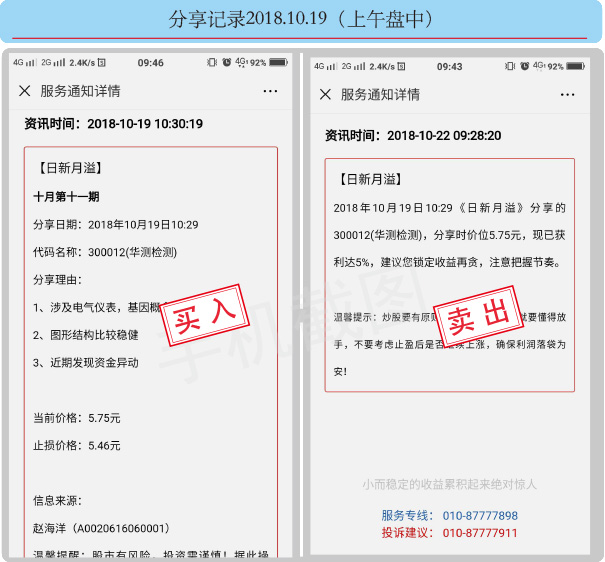 分享记录2018.10.19（上午盘中）
4G 2G 2.4K/s 09:46 4G 92%
服务通知详情
资讯时间：2018-10-19 10:30:19
【日新月溢】
十月第十一期
分享日期：2018年10月19日10:29
代码名称：300012(华测检测)
分享理由：
1、涉及电气仪表，基因概
2、图形结构比较稳健
3、近期发现资金异动
买入
当前价格：5.75元
止损价格：5.46元
信息来源：
赵海洋（A0020616060001）
温馨提醒：股市有风险，投资需谨慎！据此操
4G 2G 2.4K/s 09:43 4G 92%
服务通知详情
资讯时间：2018-10-22 09:28:20
【日新月溢】
2018年10月19日10:29《日新月溢》分享的
300012(华测检测)，分享时价位5.75元，现已获
利达5%，建议您锁定收益再贪，注意把握节奏。
温馨提示：炒股要有原则 就要懂得放
手，不要考虑止盈后是否 续上涨，确保利润落袋为
安！
卖出
小而稳定的收益累积起来绝对惊人
服务专线： 010-87777898
投诉建议： 010-87777911
手机截图